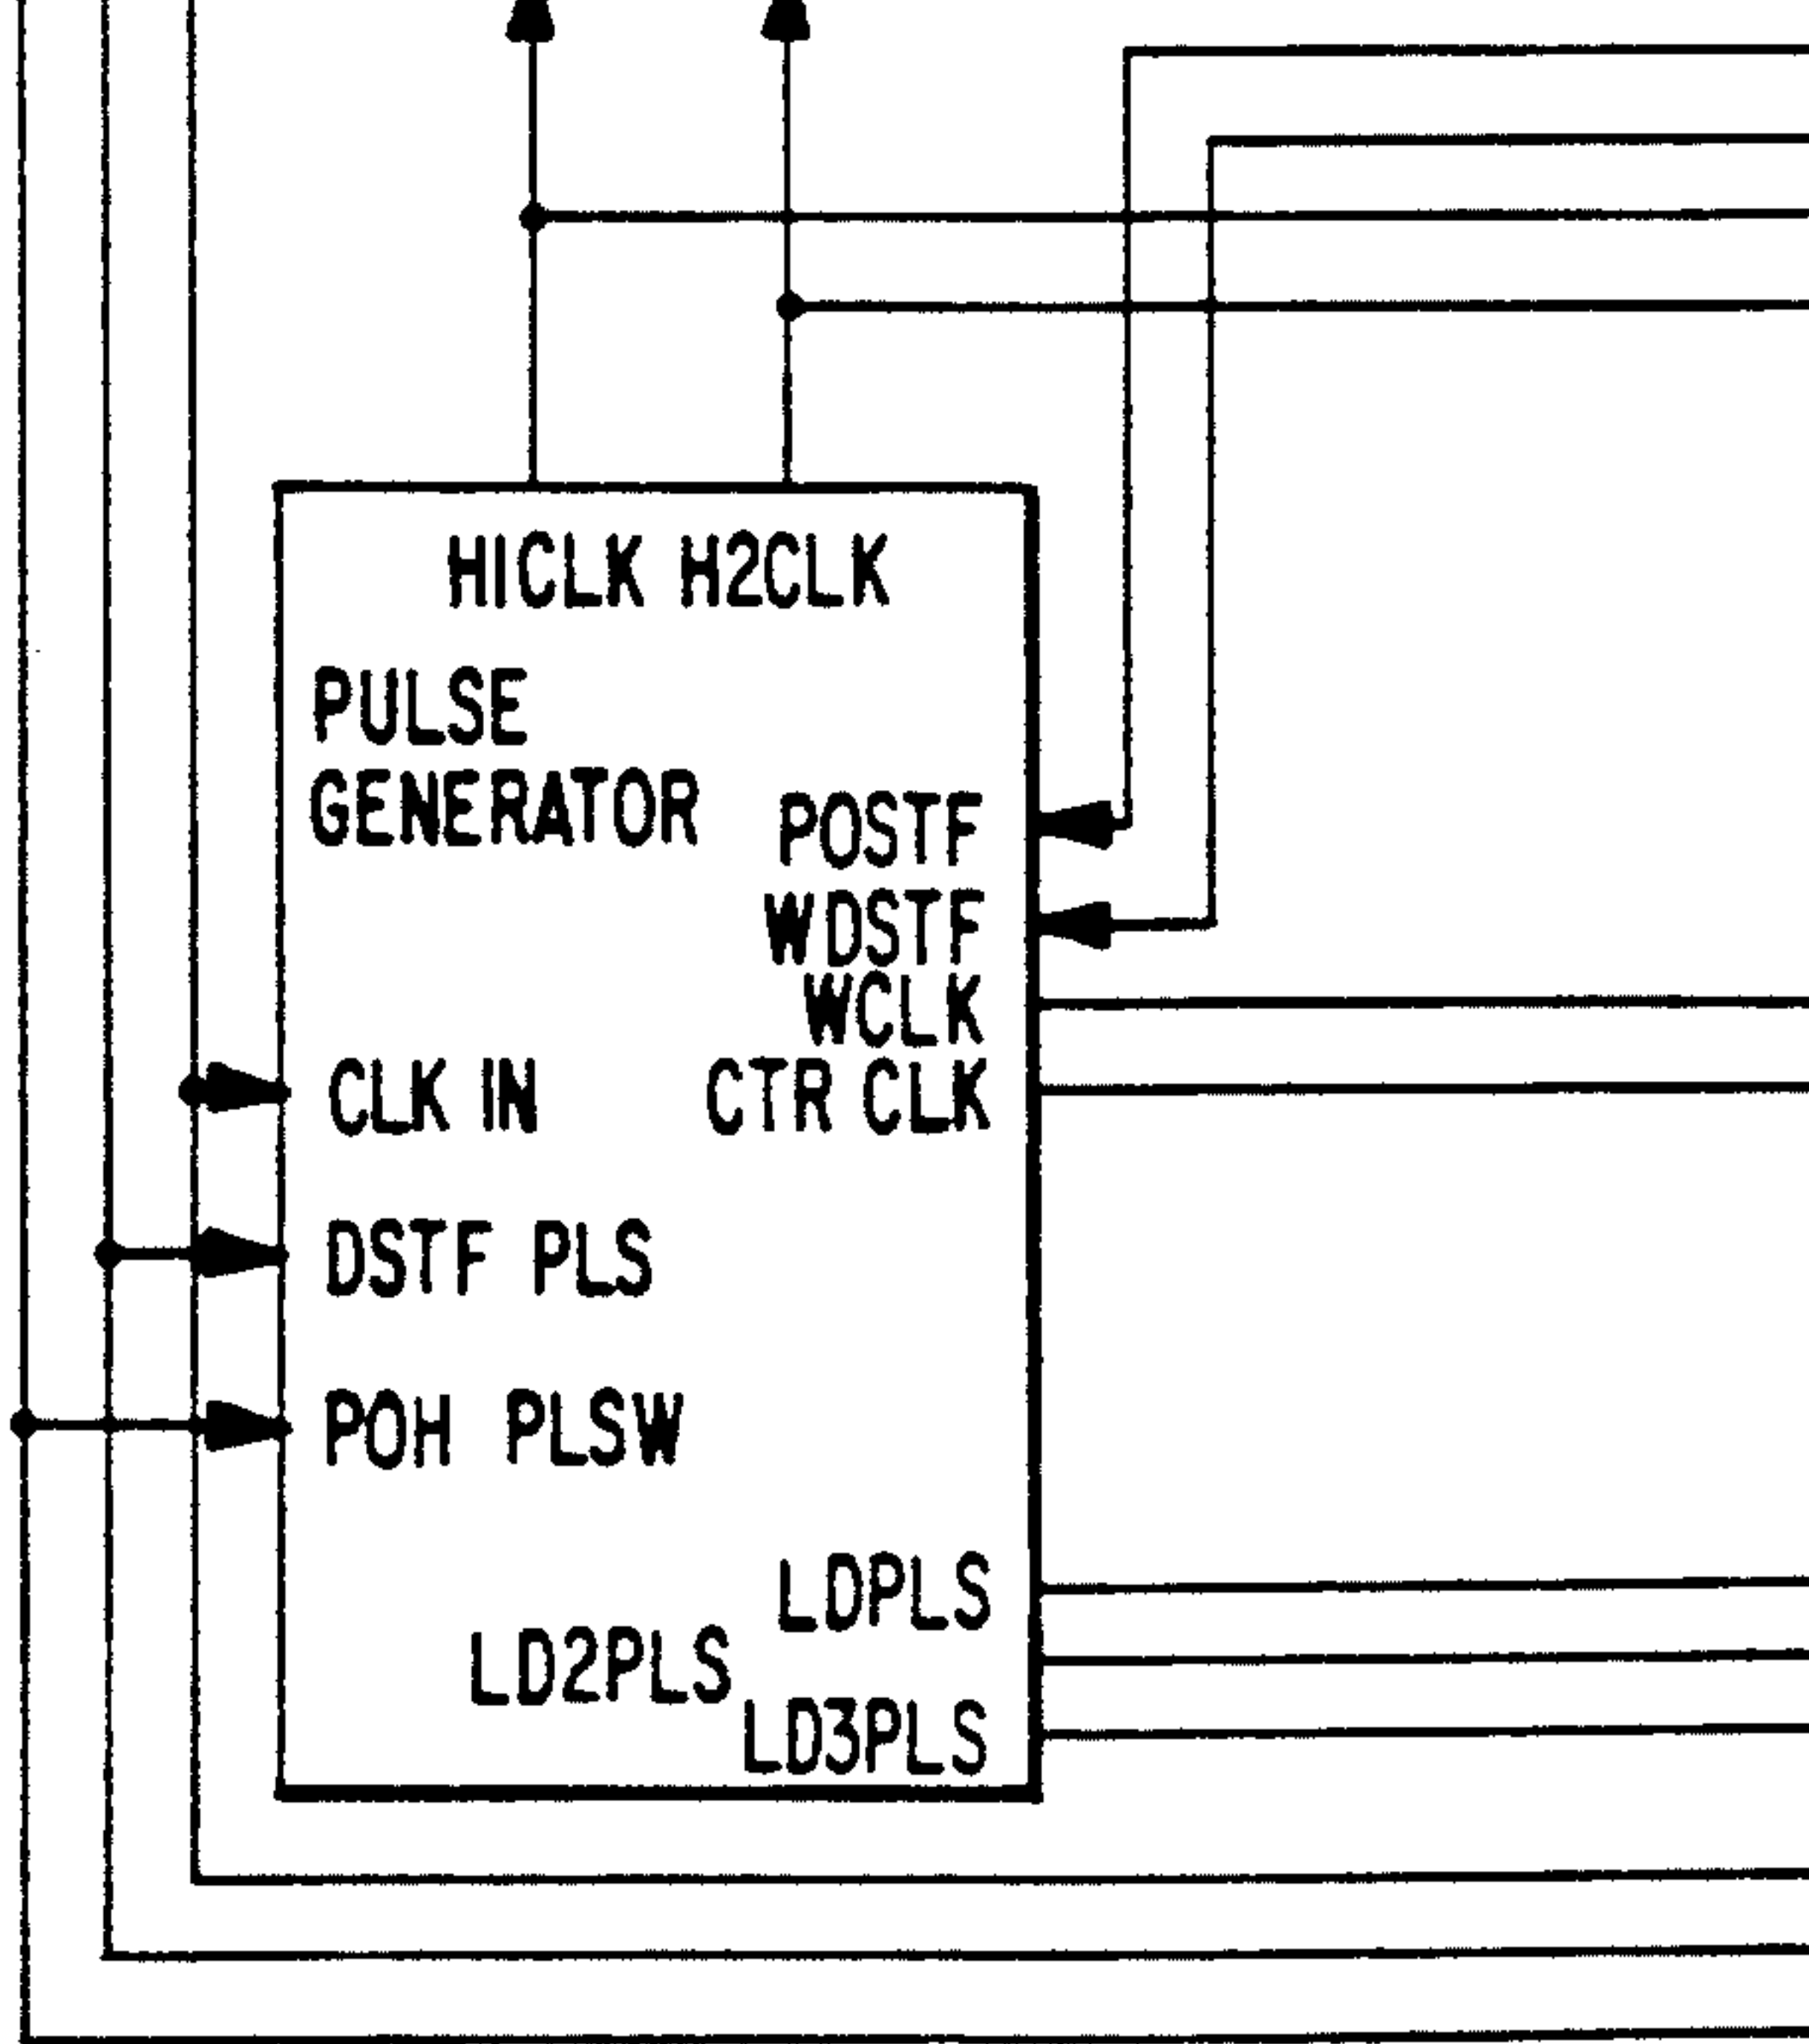 HICLK H2CLK
PULSE
GENERATOR
POSTF
WDSTF
WCLK
CLK IN CTR CLK
DSTF PLS
POH PLSW
LDPLS
LD2PLS
LD3PLS